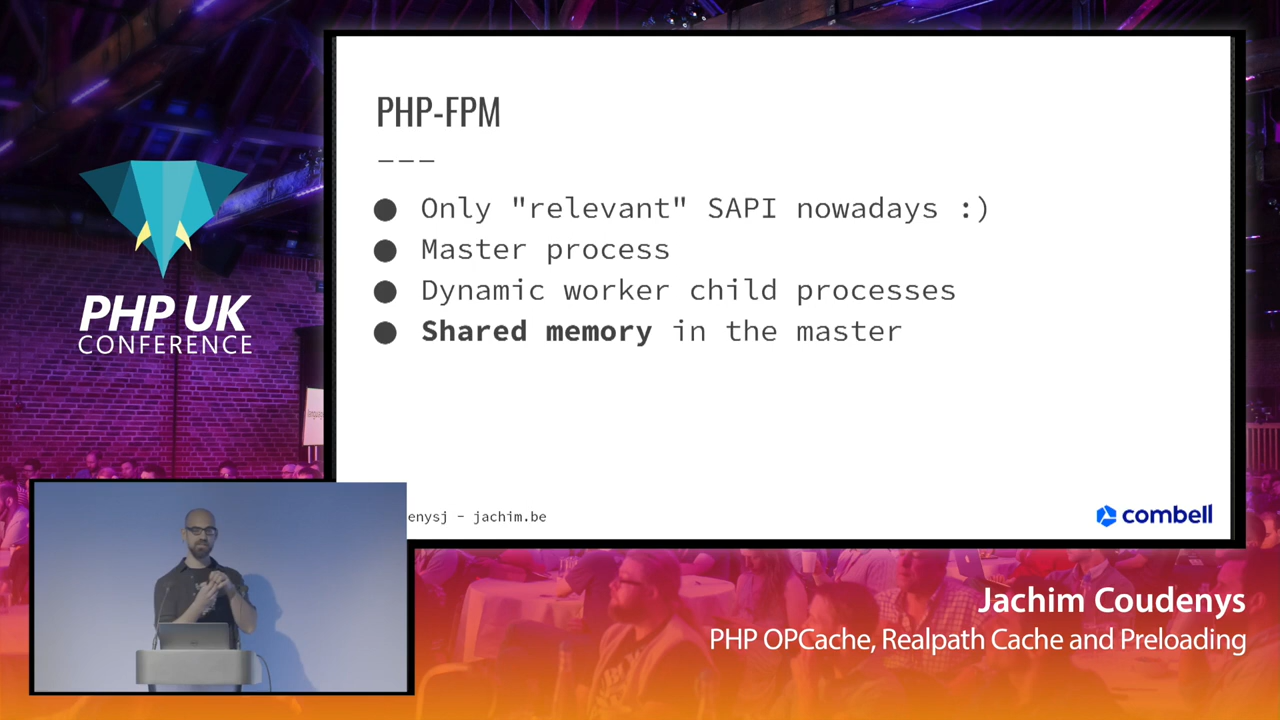 PHP-FPM
---
● Only "relevant" SAPI nowadays :)
● Master process
● Dynamic worker child processes
● Shared memory in the master
enysj - jachim.be
combell
PHP UK
CONFERENCE
Jachim Coudenys
PHP OPCache, Realpath Cache and Preloading